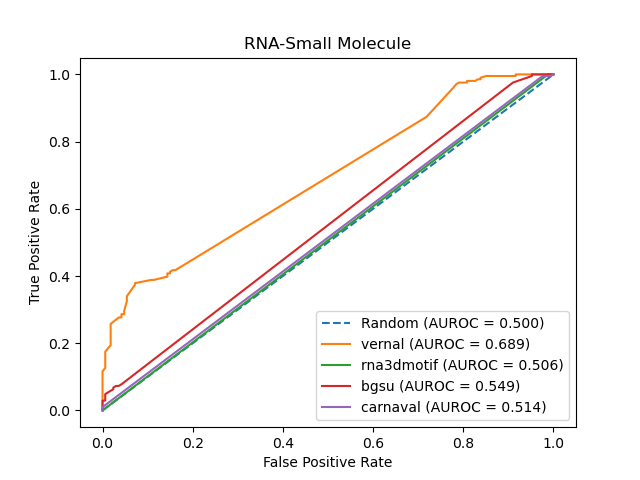 RNA-Small Molecule
True Positive Rate
1.0
0.8
0.6
0.4
0.2
0.0
Random (AUROC = 0.500)
vernal (AUROC = 0.689)
rna3dmotif (AUROC = 0.506)
bgsu (AUROC = 0.549)
carnaval (AUROC = 0.514)
0.0 0.2 0.4 0.6 0.8 1.0
False Positive Rate